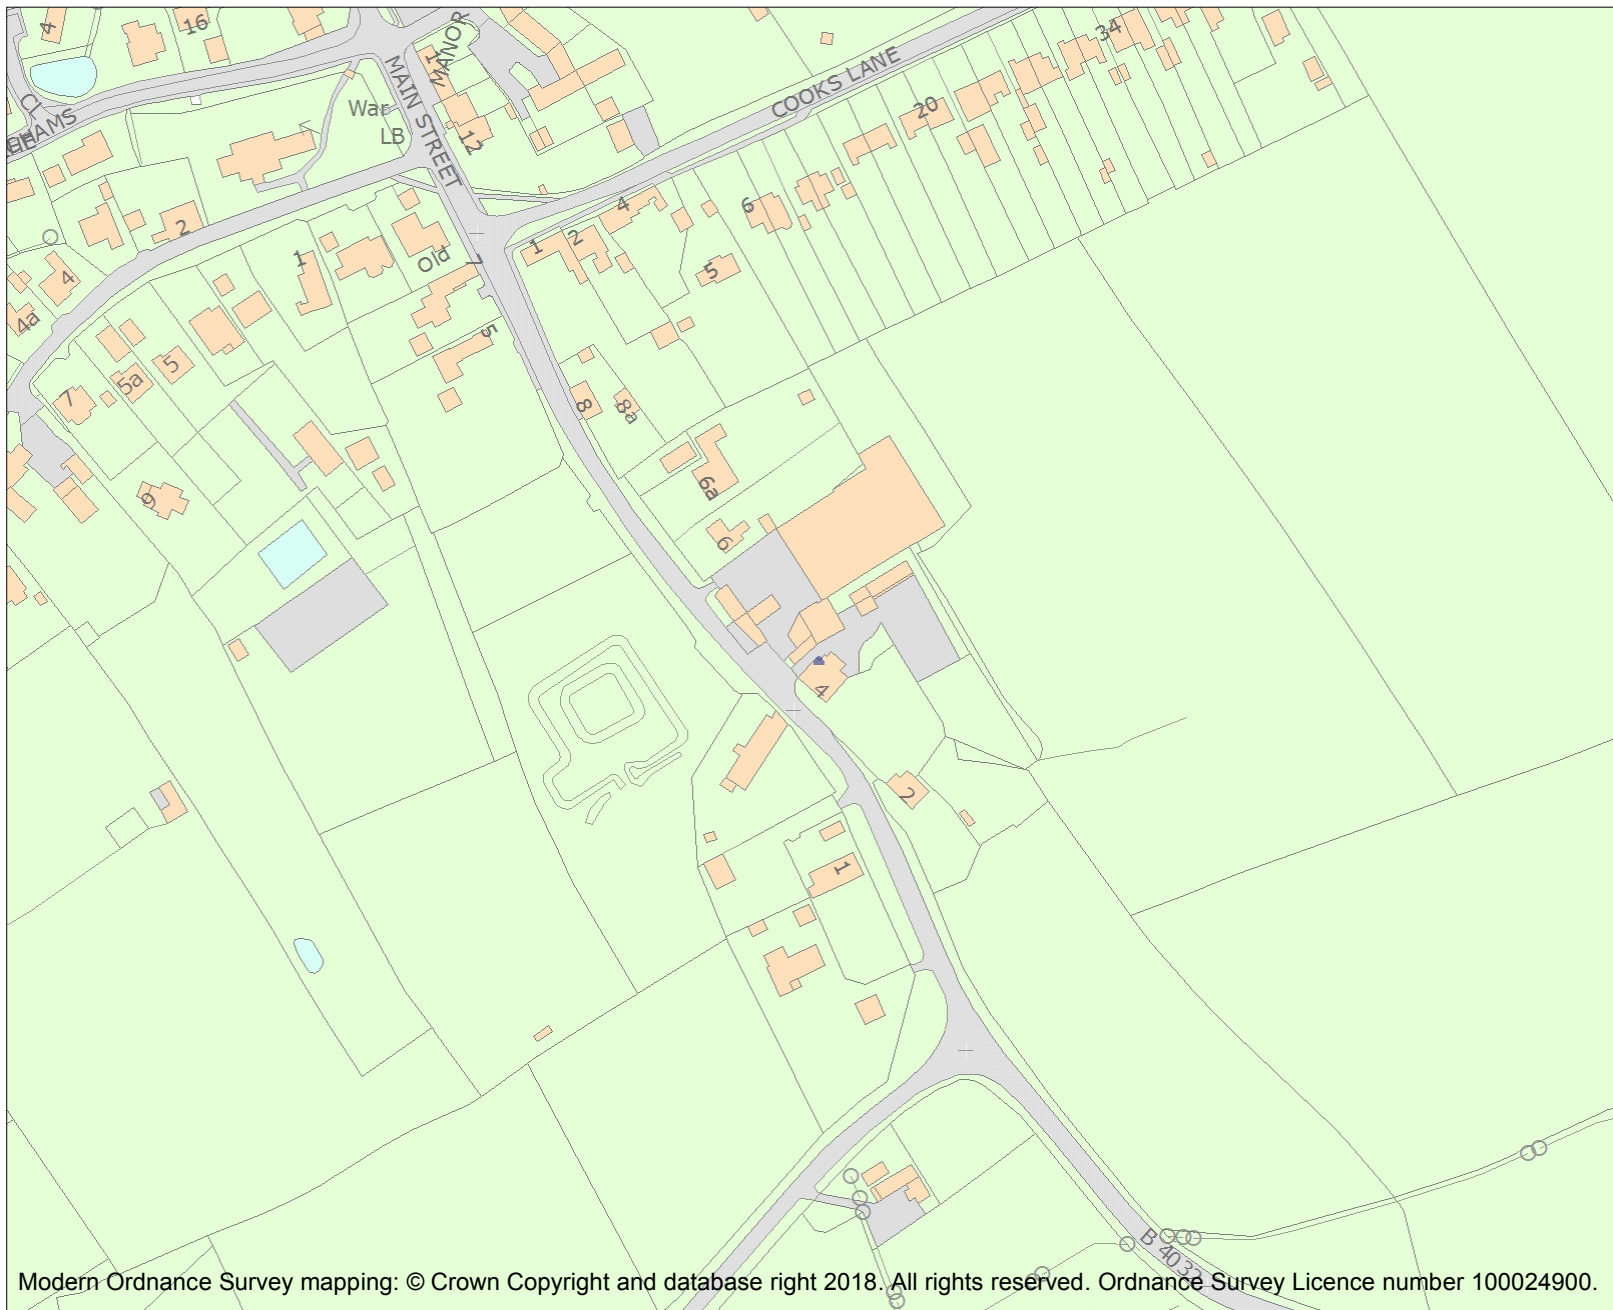 4
16
MANOR
MAIN STREET
COOKS LANE
34
20
CL
War
LB
12
2
4
6
1
2
1
Old
7
5
4
4a
5
5
5a
7
8
8a
6a
9
6
4
2
1
B 4032
Modern Ordnance Survey mapping: © Crown Copyright and database right 2018. All rights reserved. Ordnance Survey Licence number 100024900.